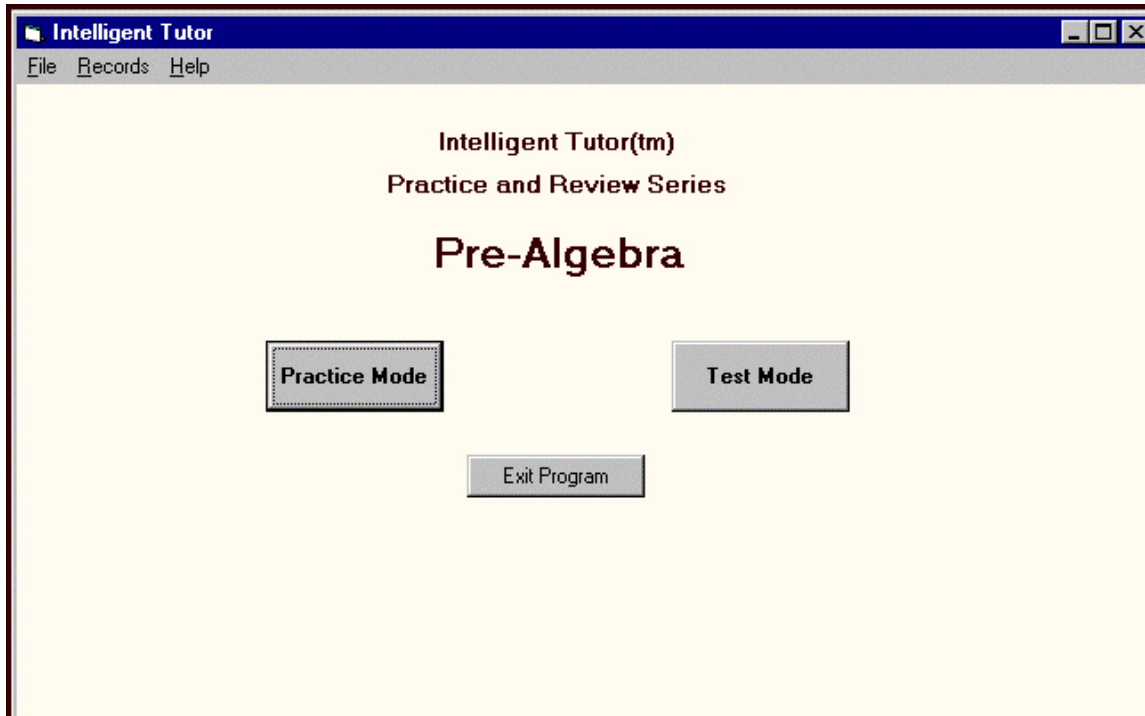 Intelligent Tutor
File Records Help
Intelligent Tutor(tm)
Practice and Review Series
Pre-Algebra
Practice Mode Test Mode
Exit Program